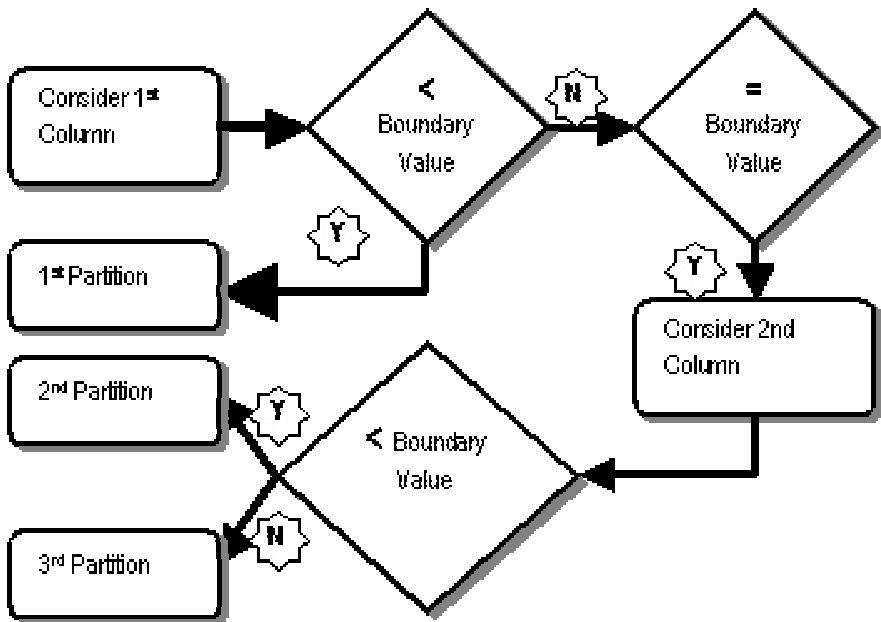 Consider 1st
Column
<
Boundary
Value
N
=
Boundary
Value
Y
1st Partition
Y
Consider 2nd
Column
2nd Partition
Y
< Boundary
Value
N
3rd Partition